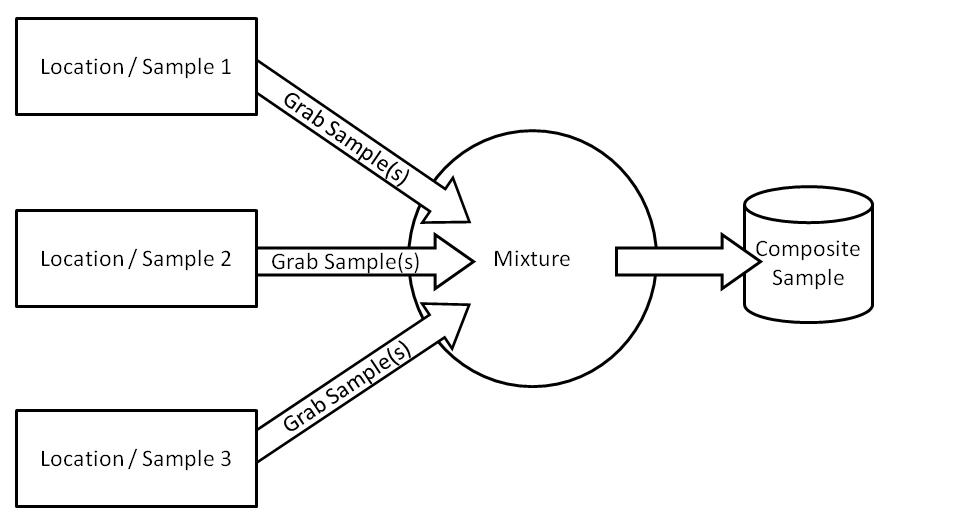 Location / Sample 1
Grab Sample(s)
Location / Sample 2
Grab Sample(s)
Mixture
Composite
Sample
Location / Sample 3
Grab Sample(s)